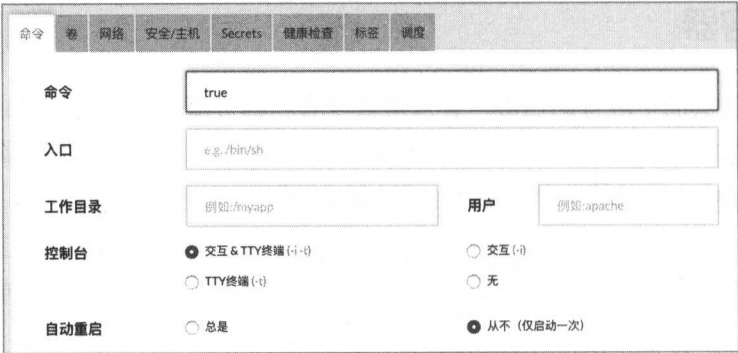 命令 卷 网络 安全/主机 Secrets 健康检查 标签 调度
命令 true
入口 e.g. /bin/sh
工作目录 例如:/myapp 用户 例如:apache
控制台 交互 & TTY终端 (-i -t) 交互 (-i)
TTY终端 (-t) 无
自动重启 总是 从不（仅启动一次）